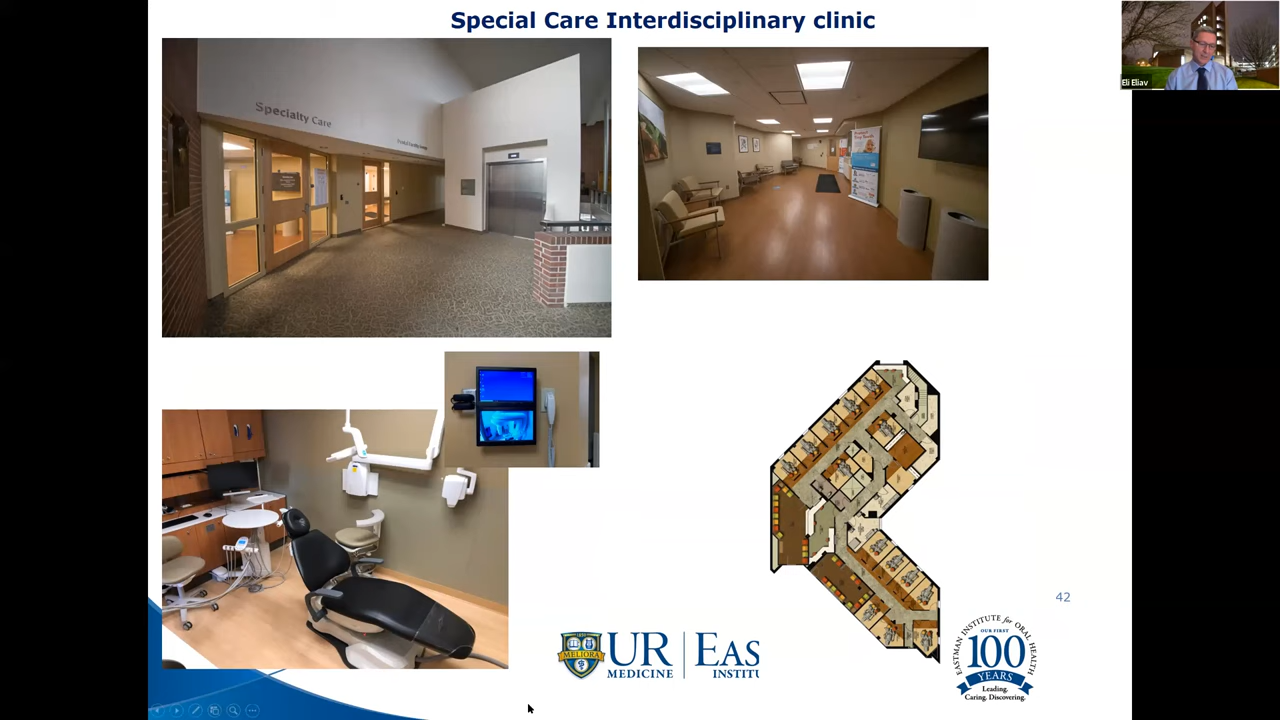 Special Care Interdisciplinary clinic
Eli Eliav
Specialty Care
42
MELIORA
UR
MEDICINE
EAS
INSTITU
EASTMAN INSTITUTE for ORAL HEALTH
OUR FIRST
100
YEARS
Leading.
Caring. Discovering.